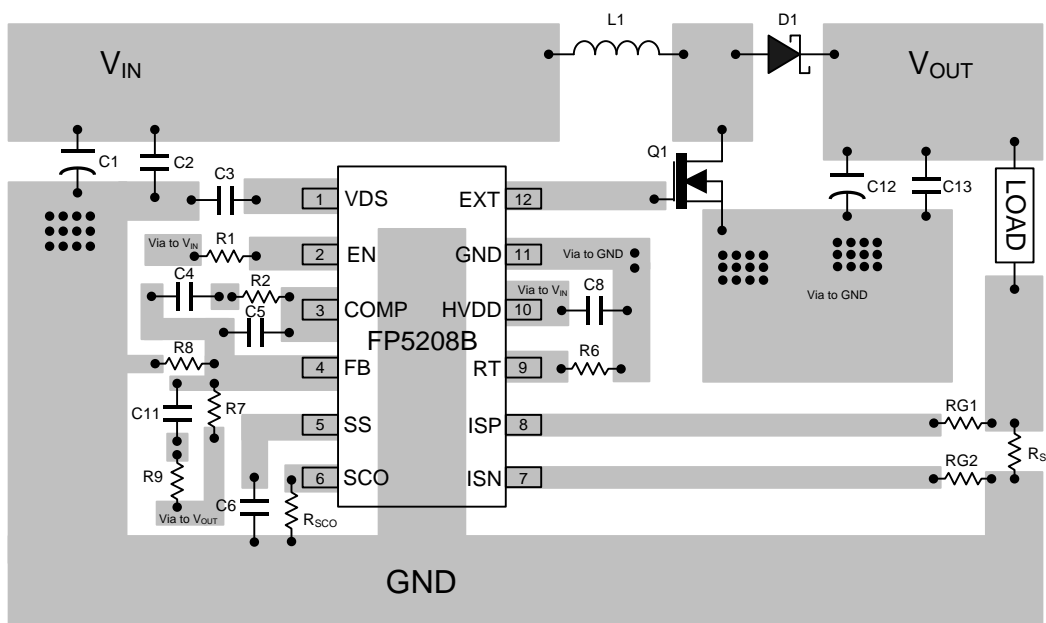 L1
D1
VIN
VOUT
C1
C2
C3
Q1
C12
C13
LOAD
1
VDS
EXT
12
Via to VIN
R1
2
EN
GND
11
Via to GND
C4
R2
C5
3
COMP
HVDD
10
Via to VIN
C8
Via to GND
FP5208B
R8
4
FB
RT
9
R6
C11
R7
5
SS
ISP
8
RG1
RS
R9
6
SCO
ISN
7
RG2
C6
RSCO
Via to VOUT
GND